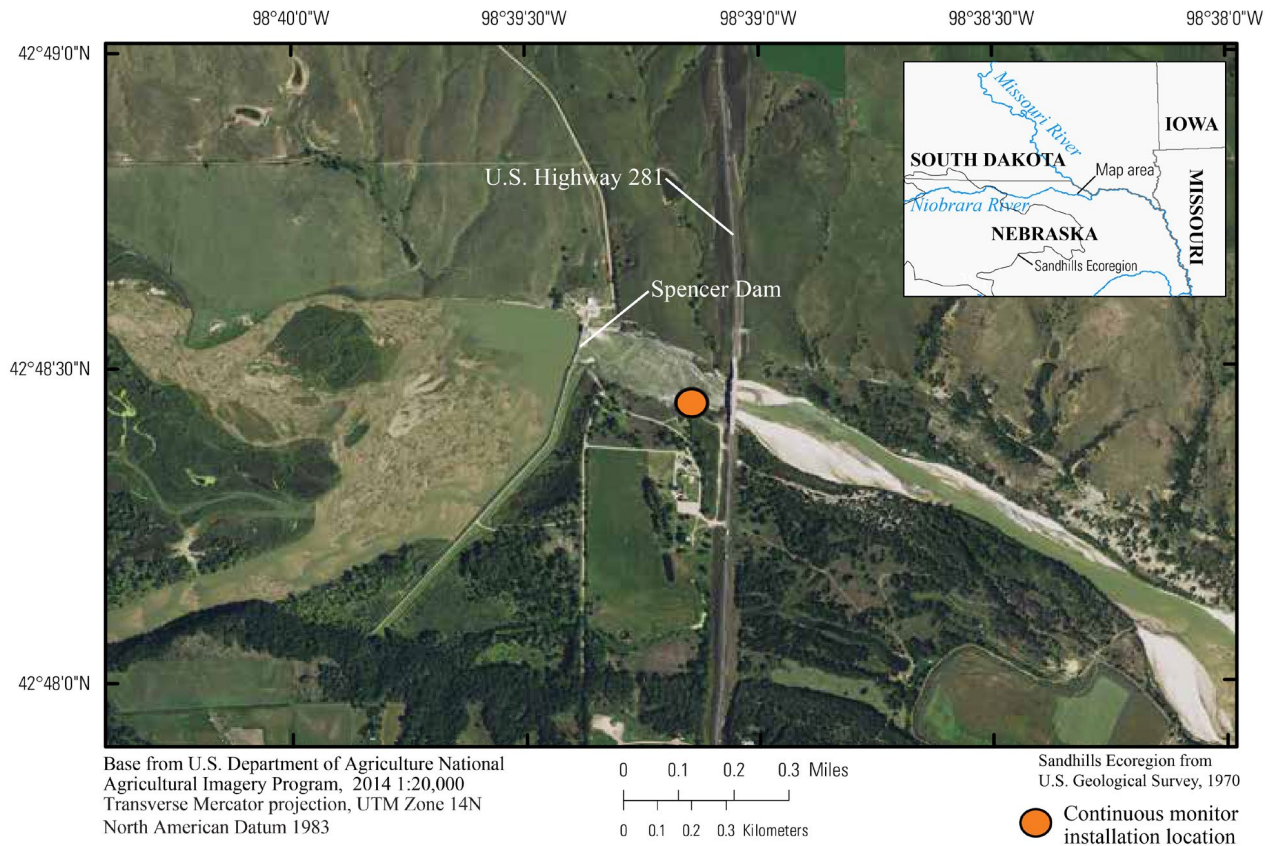 98°40'0"W
98°39'30"W
98°39'0"W
98°38'30"W
98°38'0"W
42°49'0"N
42°48'30"N
42°48'0"N
U.S. Highway 281
Spencer Dam
Missouri River
IOWA
SOUTH DAKOTA
Map area
Niobrara River
MISSOURI
NEBRASKA
Sandhills Ecoregion
Base from U.S. Department of Agriculture National
Agricultural Imagery Program, 2014 1:20,000
Transverse Mercator projection, UTM Zone 14N
North American Datum 1983
0 0.1 0.2 0.3 Miles
0 0.1 0.2 0.3 Kilometers
Sandhills Ecoregion from
U.S. Geological Survey, 1970
Continuous monitor
installation location